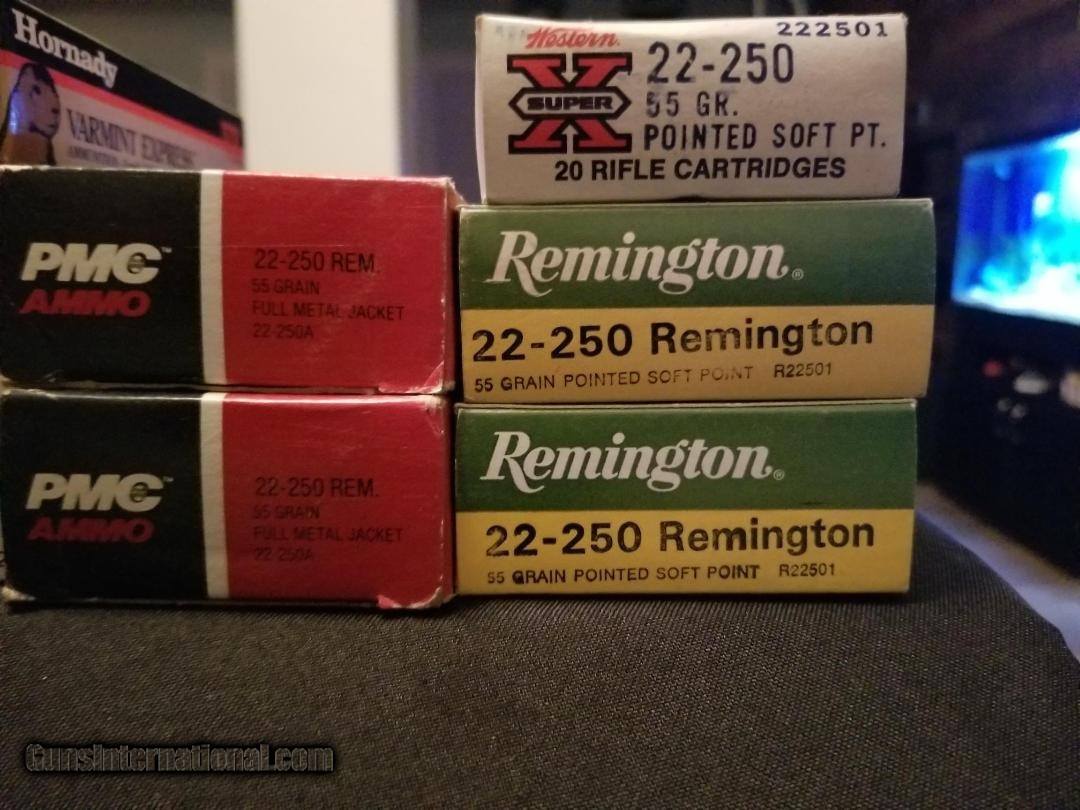 Hornady
VARMINT EXPRESS
PMC™
AMMO
22-250 REM.
55 GRAIN
FULL METAL JACKET
22-250A
PMC™
AMMO
22-250 REM.
55 GRAIN
FULL METAL JACKET
22-250A
222501
Western
SUPER X
22-250
55 GR.
POINTED SOFT PT.
20 RIFLE CARTRIDGES
Remington®
22-250 Remington
55 GRAIN POINTED SOFT POINT R22501
Remington®
22-250 Remington
55 GRAIN POINTED SOFT POINT R22501
GunsInternational.com